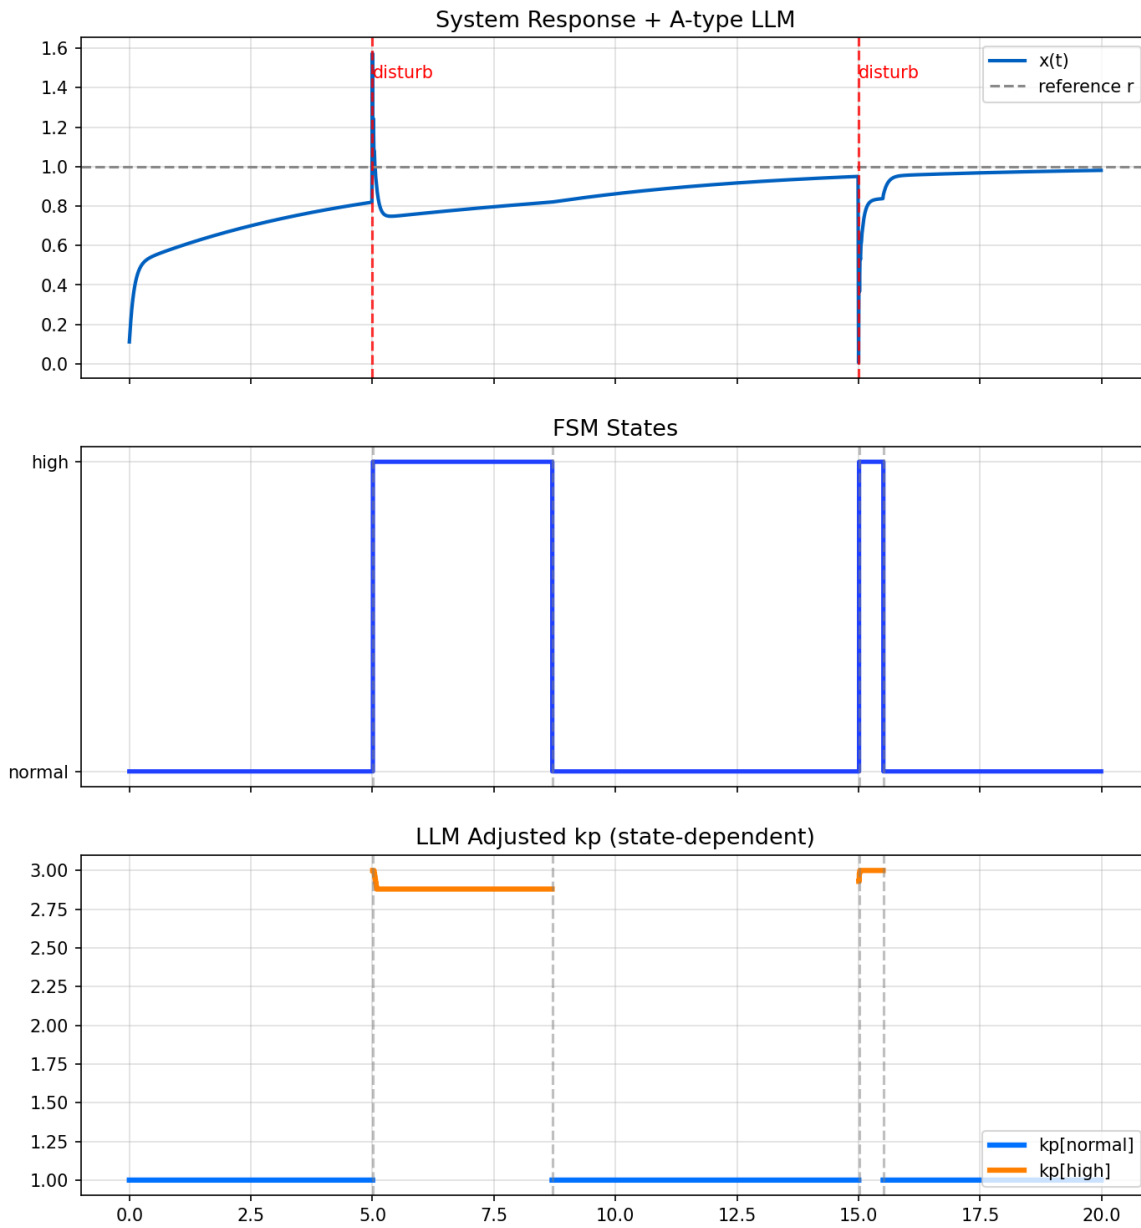 System Response + A-type LLM
1.6
1.4
1.2
1.0
0.8
0.6
0.4
0.2
0.0
disturb
disturb
x(t)
reference r
FSM States
high
normal
LLM Adjusted kp (state-dependent)
3.00
2.75
2.50
2.25
2.00
1.75
1.50
1.25
1.00
kp[normal]
kp[high]
0.0 2.5 5.0 7.5 10.0 12.5 15.0 17.5 20.0